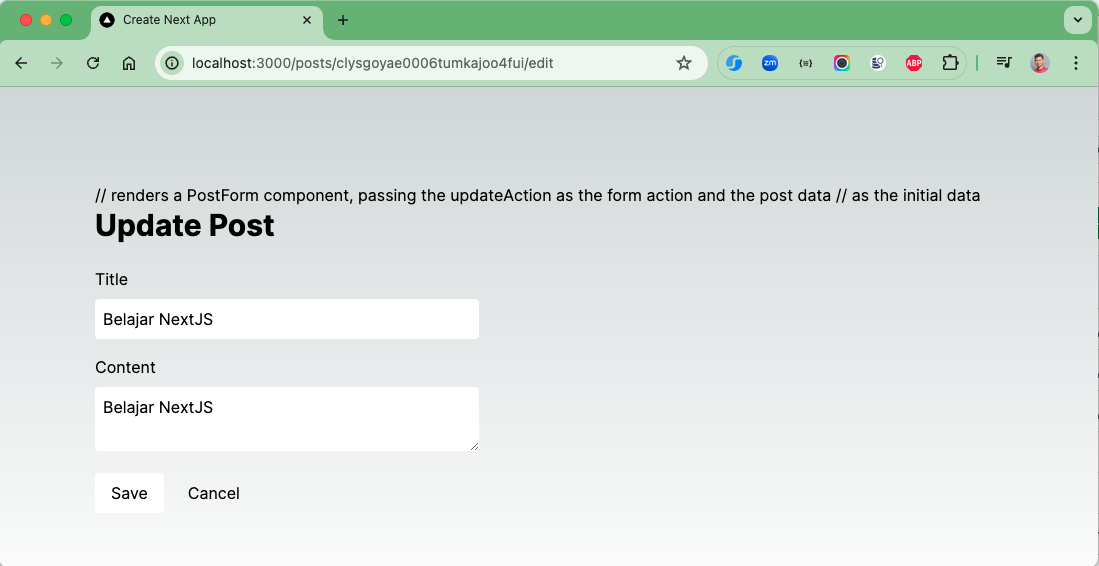 Create Next App
localhost:3000/posts/clysgoyae0006tumkajoo4fui/edit
zm
{≡}
ABP
// renders a PostForm component, passing the updateAction as the form action and the post data // as the initial data
Update Post
Title
Belajar NextJS
Content
Belajar NextJS
Save Cancel